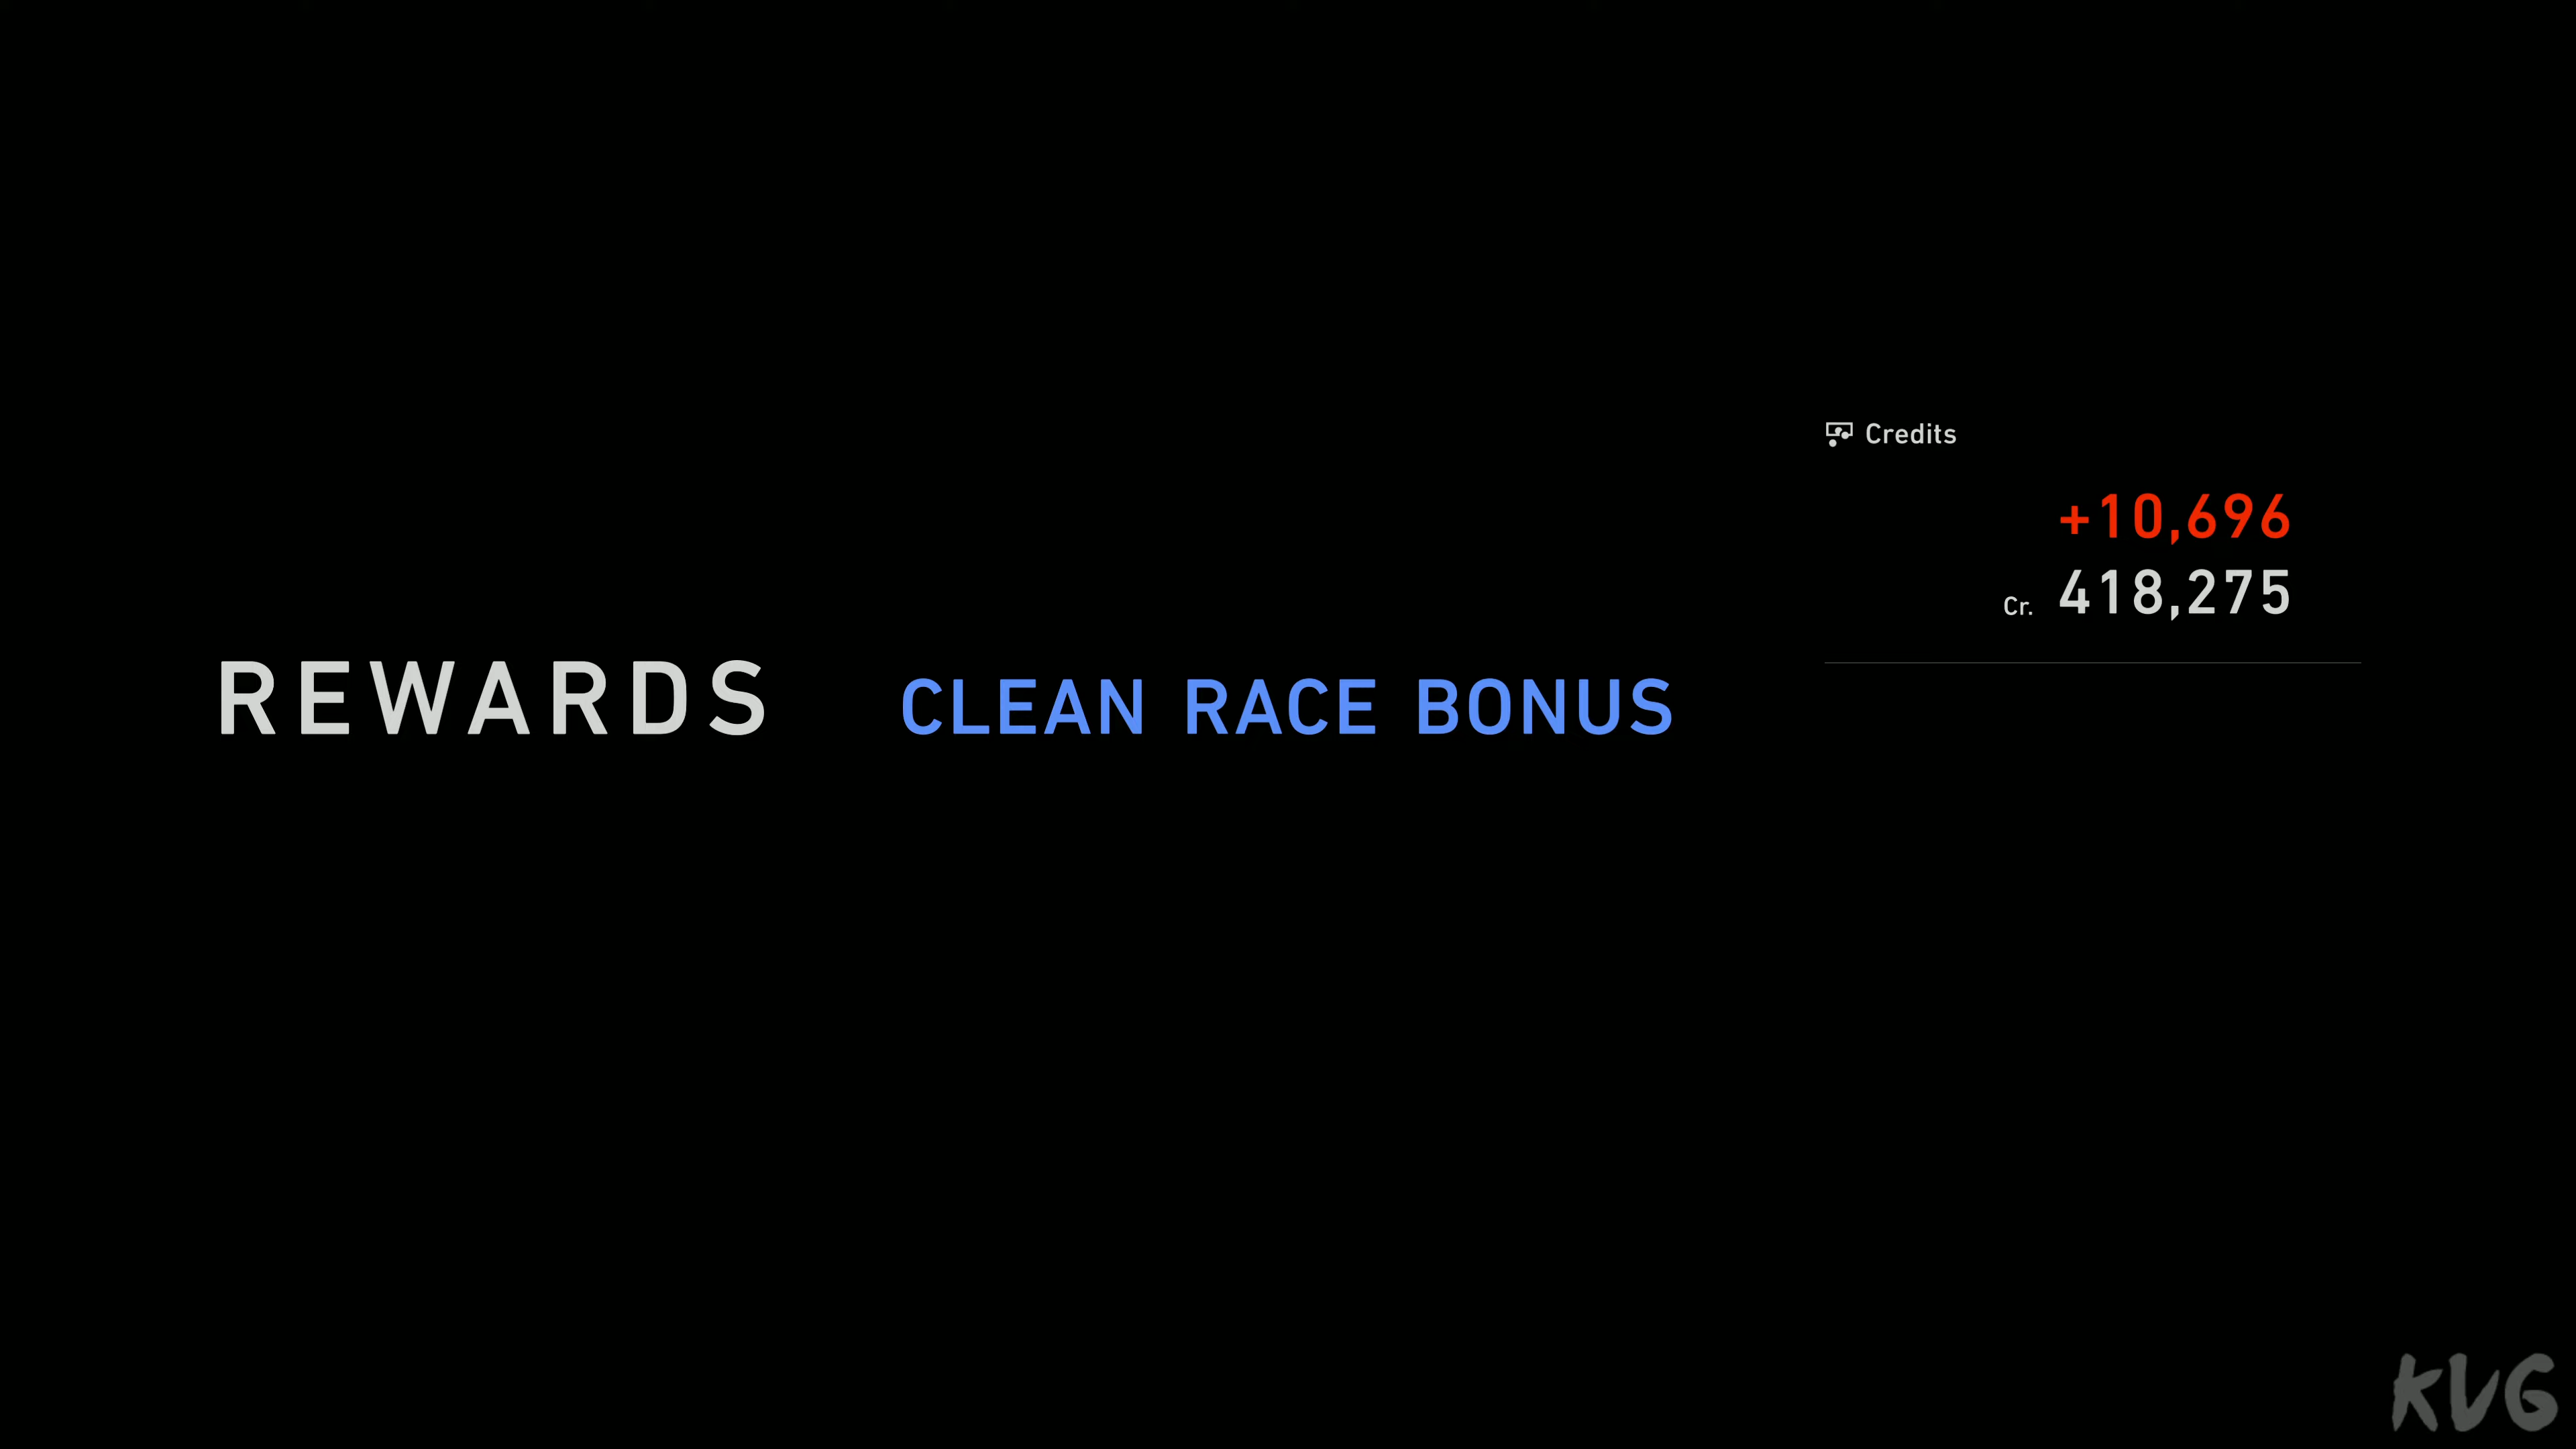 REWARDS
CLEAN RACE BONUS
Credits
+10,696
Cr. 418,275
KVG